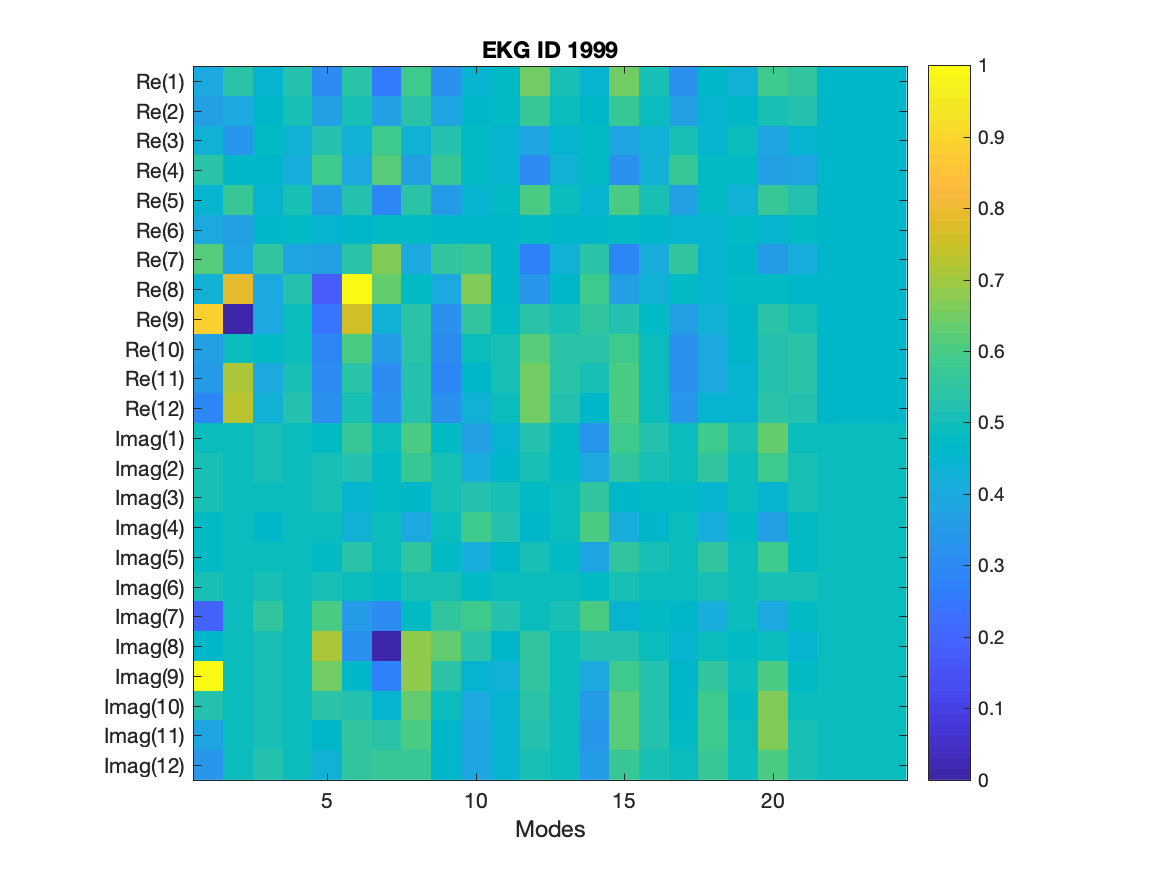 EKG ID 1999
Re(1)
Re(2)
Re(3)
Re(4)
Re(5)
Re(6)
Re(7)
Re(8)
Re(9)
Re(10)
Re(11)
Re(12)
Imag(1)
Imag(2)
Imag(3)
Imag(4)
Imag(5)
Imag(6)
Imag(7)
Imag(8)
Imag(9)
Imag(10)
Imag(11)
Imag(12)
5 10 15 20
Modes
1
0.9
0.8
0.7
0.6
0.5
0.4
0.3
0.2
0.1
0